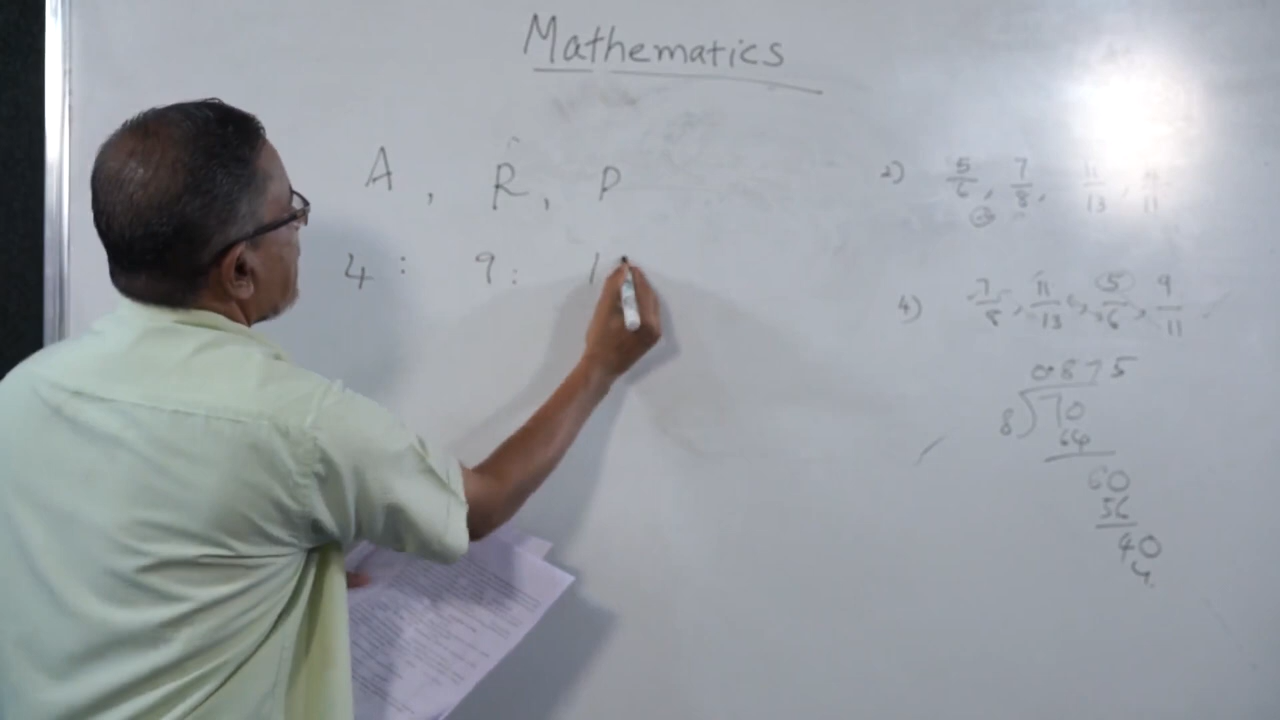 Mathematics
A, R, P
4 : 9 : 1
2) 5/6, 7/8, 11/13, 9/11
4) 7/8, 11/13, 5/6, 9/11
0.875
8 70
64
60
56
40